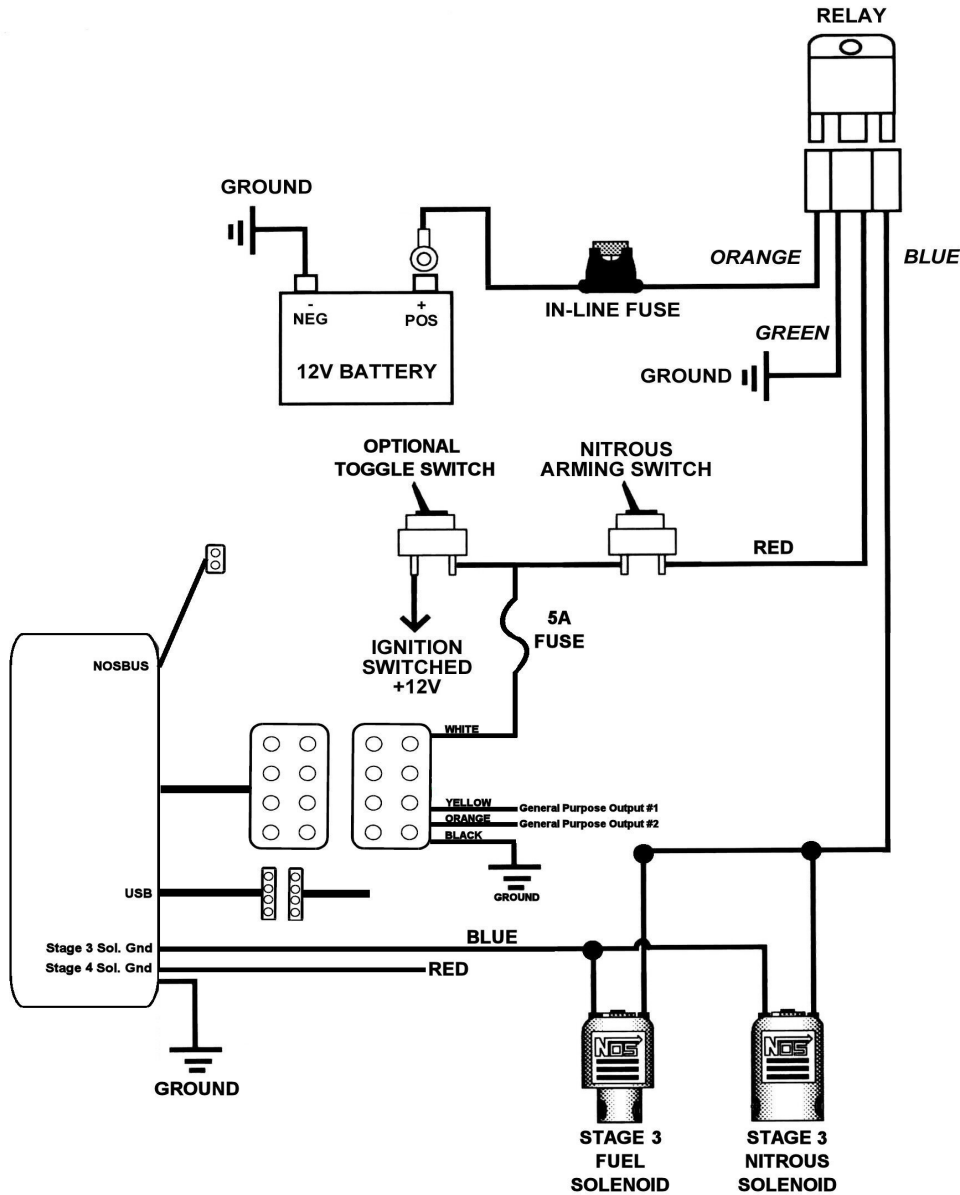 RELAY
GROUND
ORANGE
BLUE
-
NEG
+
POS
IN-LINE FUSE
GREEN
12V BATTERY
GROUND
OPTIONAL
TOGGLE SWITCH
NITROUS
ARMING SWITCH
RED
5A
FUSE
IGNITION
SWITCHED
+12V
NOSBUS
WHITE
YELLOW
General Purpose Output #1
ORANGE
General Purpose Output #2
BLACK
GROUND
USB
BLUE
Stage 3 Sol. Gnd
Stage 4 Sol. Gnd
RED
GROUND
NOS
NOS
STAGE 3
FUEL
SOLENOID
STAGE 3
NITROUS
SOLENOID